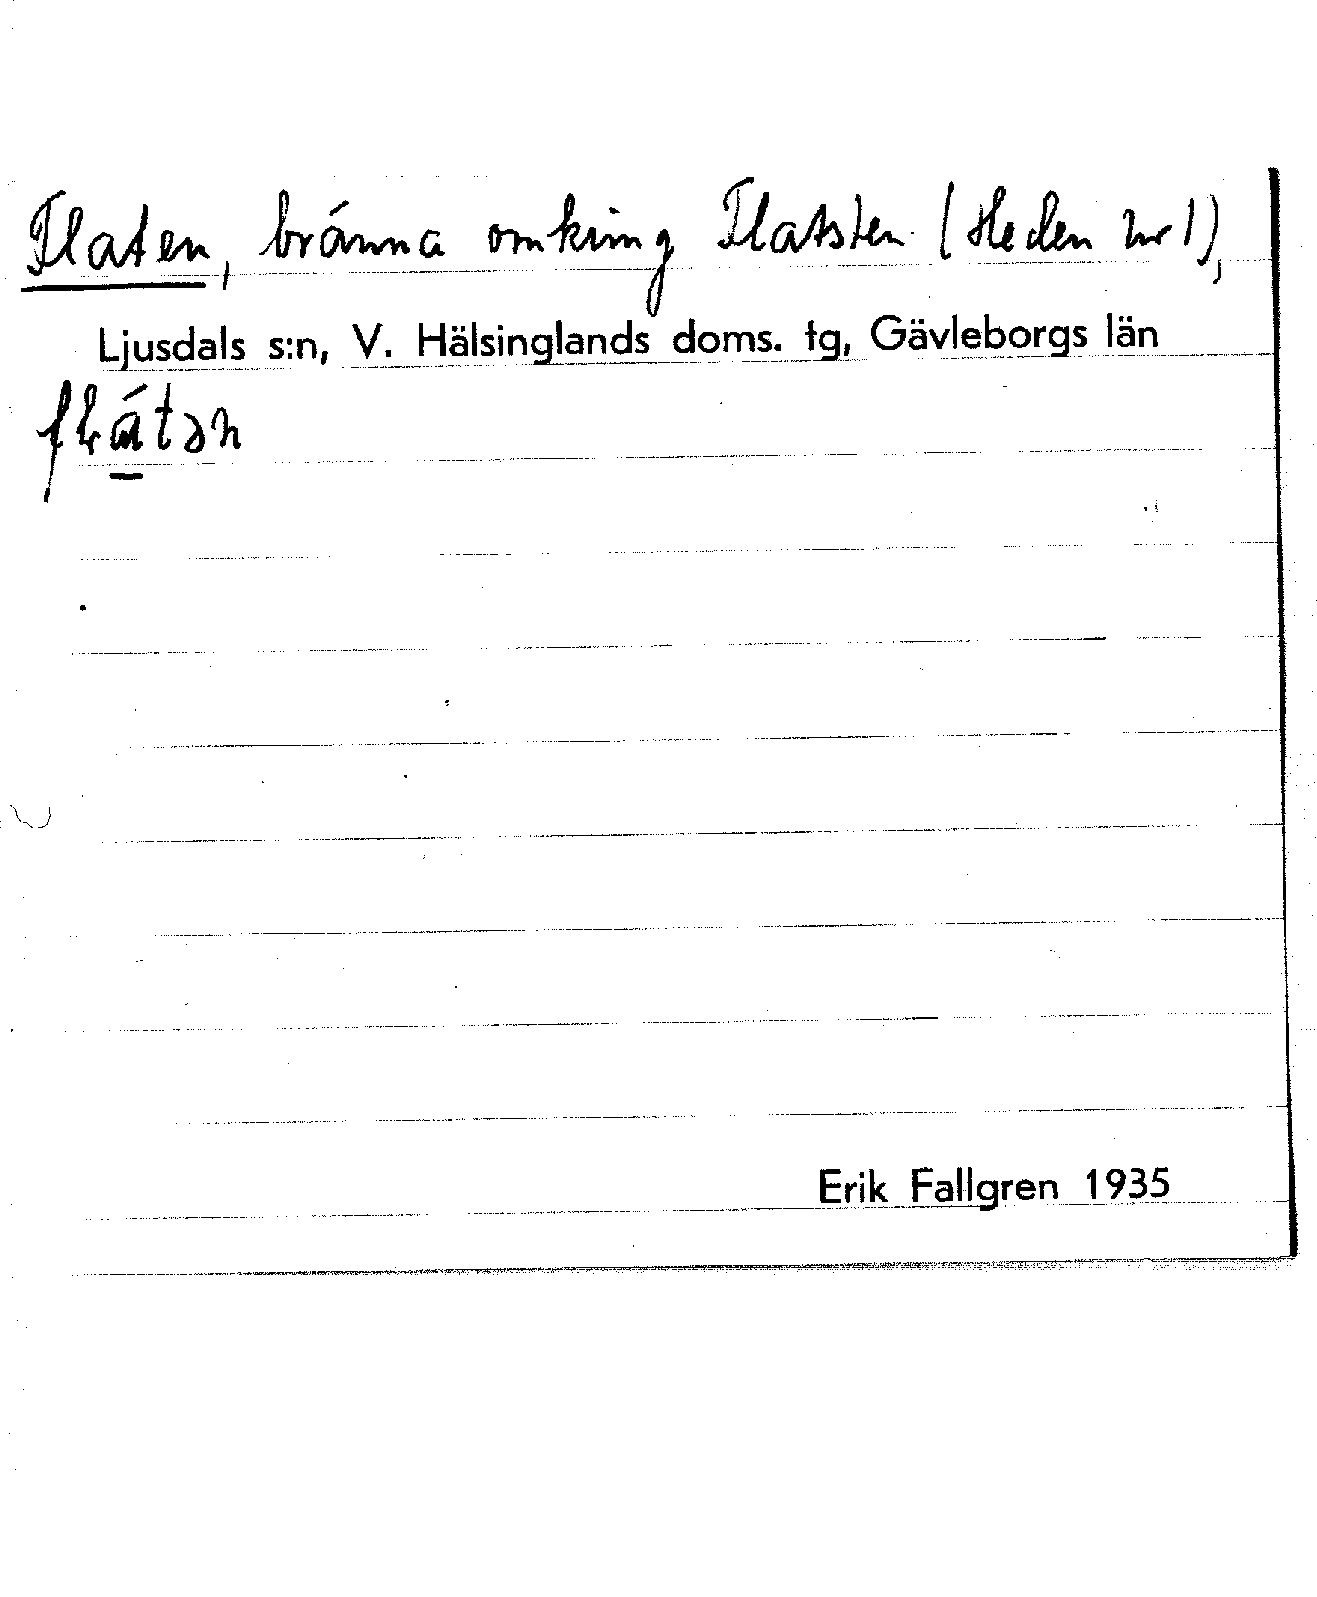 Flaten, bränna omkring Flatsten (Heden nr 1),
Ljusdals s:n, V. Hälsinglands doms. tg, Gävleborgs län
Erik Fallgren 1935